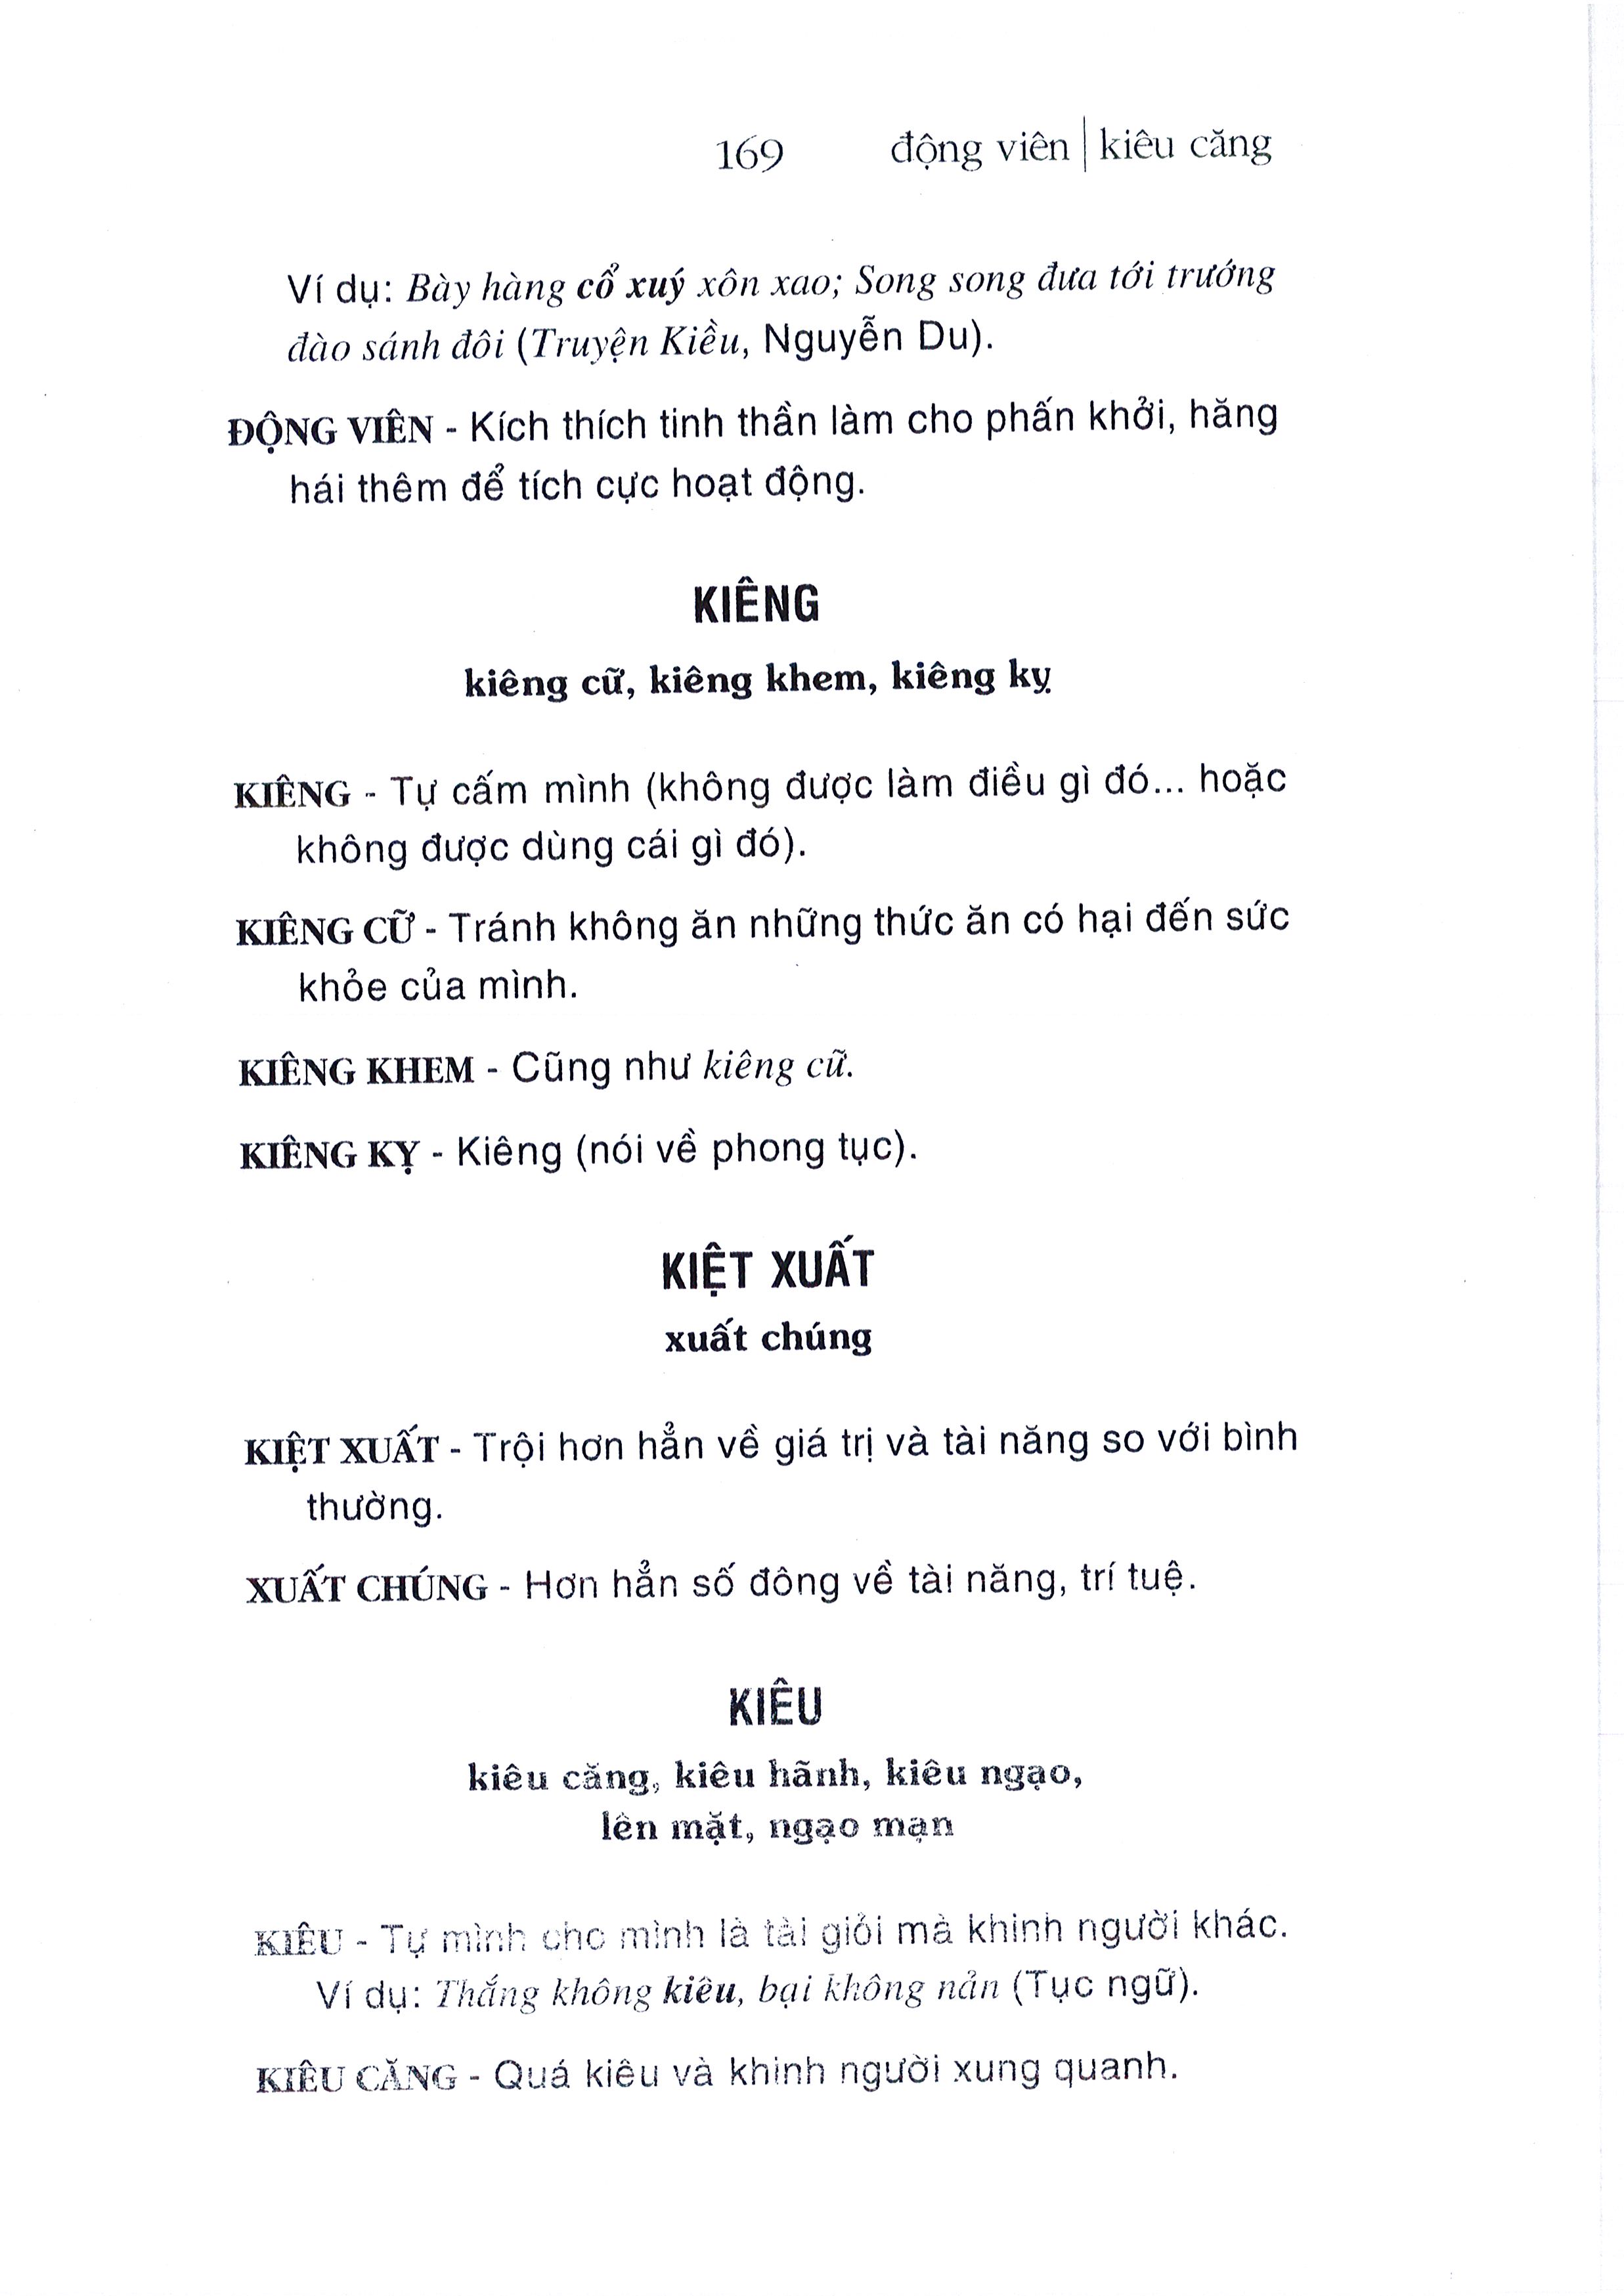 169 động viên | kiêu căng
Ví dụ: Bày hàng cổ xuý xôn xao; Song song đưa tới trướng
đào sánh đôi (Truyện Kiều, Nguyễn Du).
ĐỘNG VIÊN - Kích thích tinh thần làm cho phấn khởi, hăng
hái thêm để tích cực hoạt động.
KIÊNG
kiêng cữ, kiêng khem, kiêng kỵ
KIÊNG - Tự cấm mình (không được làm điều gì đó... hoặc
không được dùng cái gì đó).
KIÊNG CỮ - Tránh không ăn những thức ăn có hại đến sức
khỏe của mình.
KIÊNG KHEM - Cũng như kiêng cữ.
KIÊNG KỴ - Kiêng (nói về phong tục).
KIỆT XUẤT
xuất chúng
KIỆT XUẤT - Trội hơn hẳn về giá trị và tài năng so với bình
thường.
XUẤT CHÚNG - Hơn hẳn số đông về tài năng, trí tuệ.
KIÊU
kiêu căng, kiêu hãnh, kiêu ngạo,
lên mặt, ngạo mạn
KIÊU - Tự mình cho mình là tài giỏi mà khinh người khác.
Ví dụ: Thắng không kiêu, bại không nản (Tục ngữ).
KIÊU CĂNG - Quá kiêu và khinh người xung quanh.